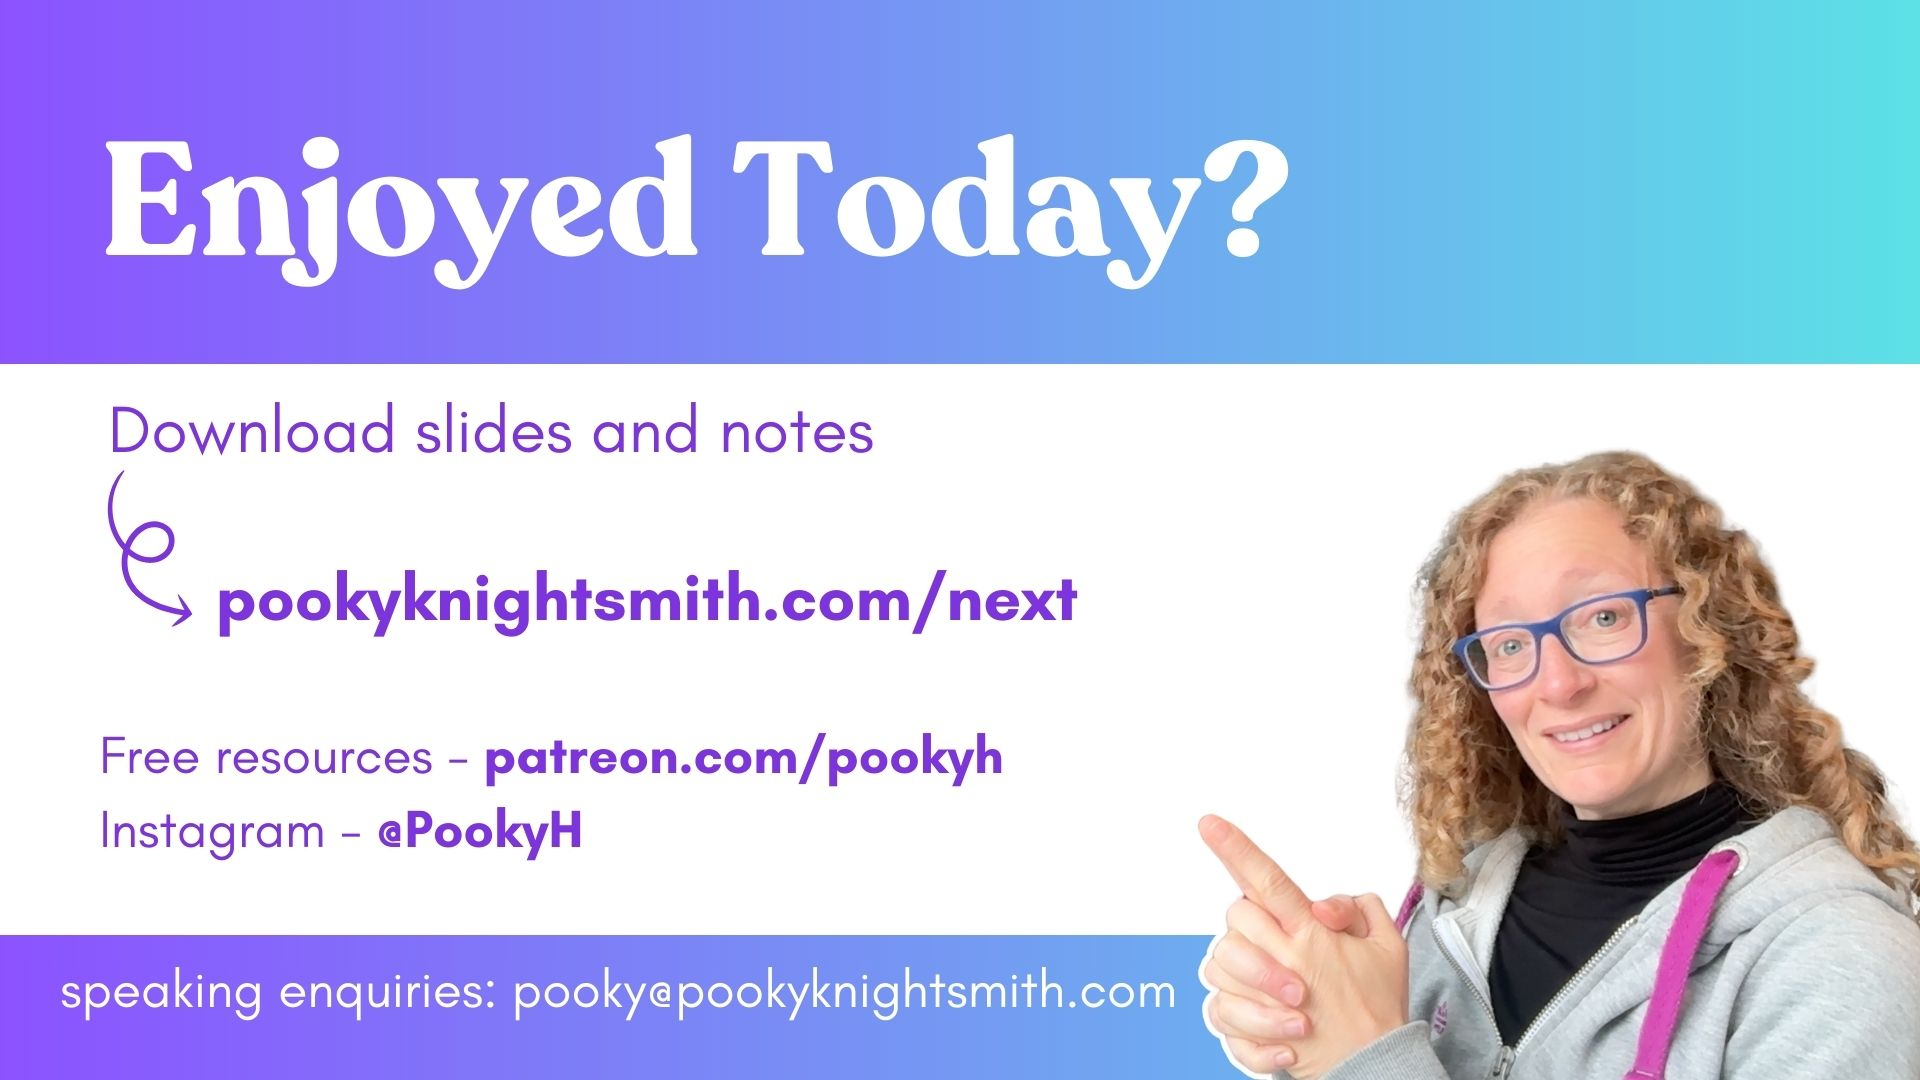 Enjoyed Today?
Download slides and notes
pookyknightsmith.com/next
Free resources - patreon.com/pookyh
Instagram - @PookyH
speaking enquiries: pooky@pookyknightsmith.com